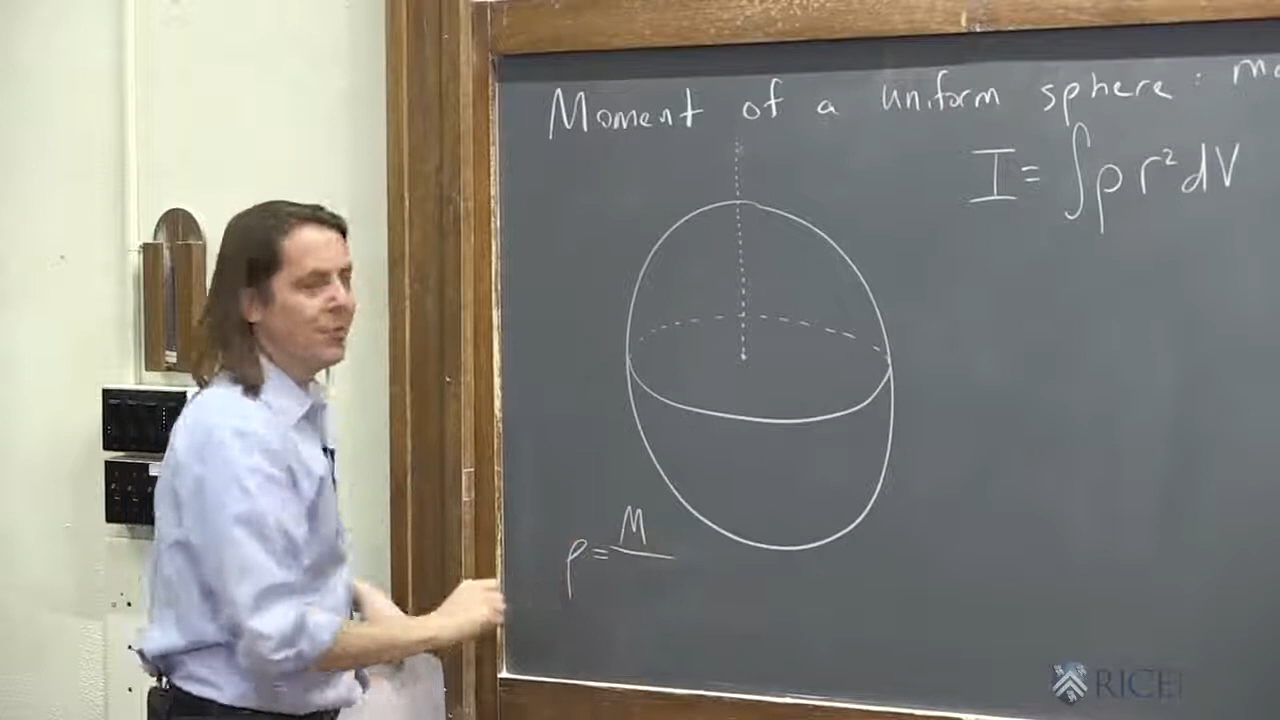 Moment of a uniform sphere:
I = ∫ρr²dV
ρ = M
RICE